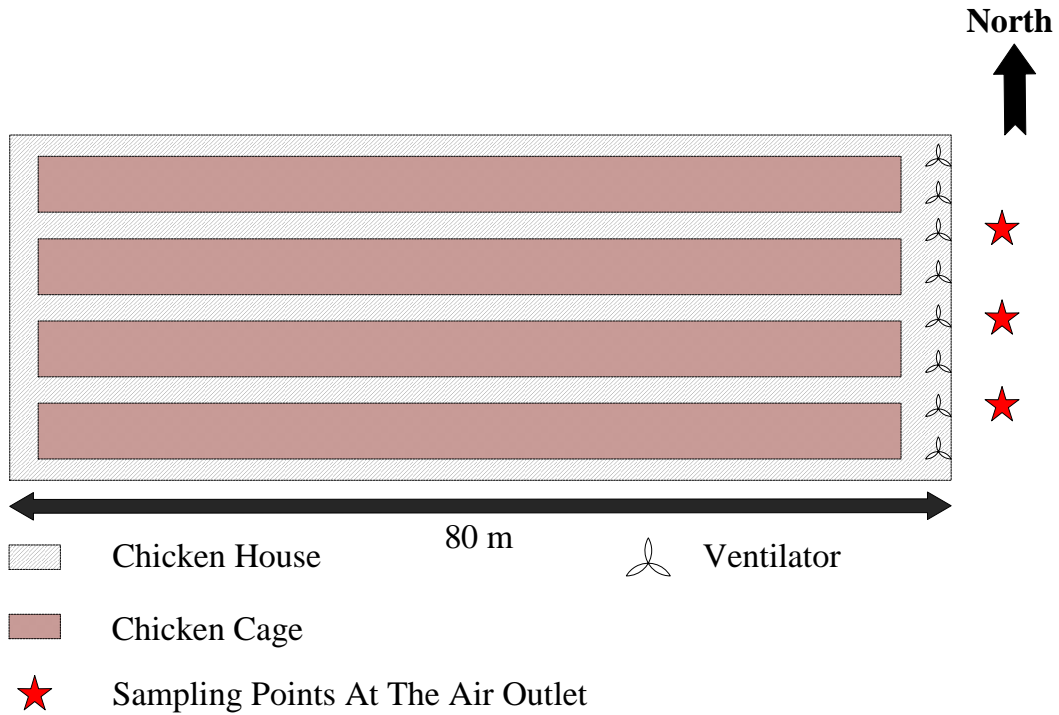 North
80 m
Chicken House
Ventilator
Chicken Cage
Sampling Points At The Air Outlet